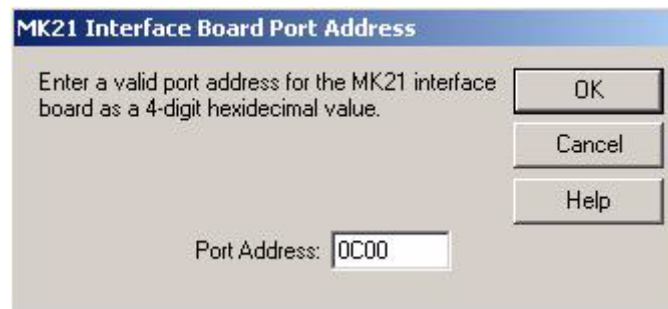 MK21 Interface Board Port Address
Enter a valid port address for the MK21 interface
board as a 4-digit hexidecimal value.
OK
Cancel
Help
Port Address: 0C00